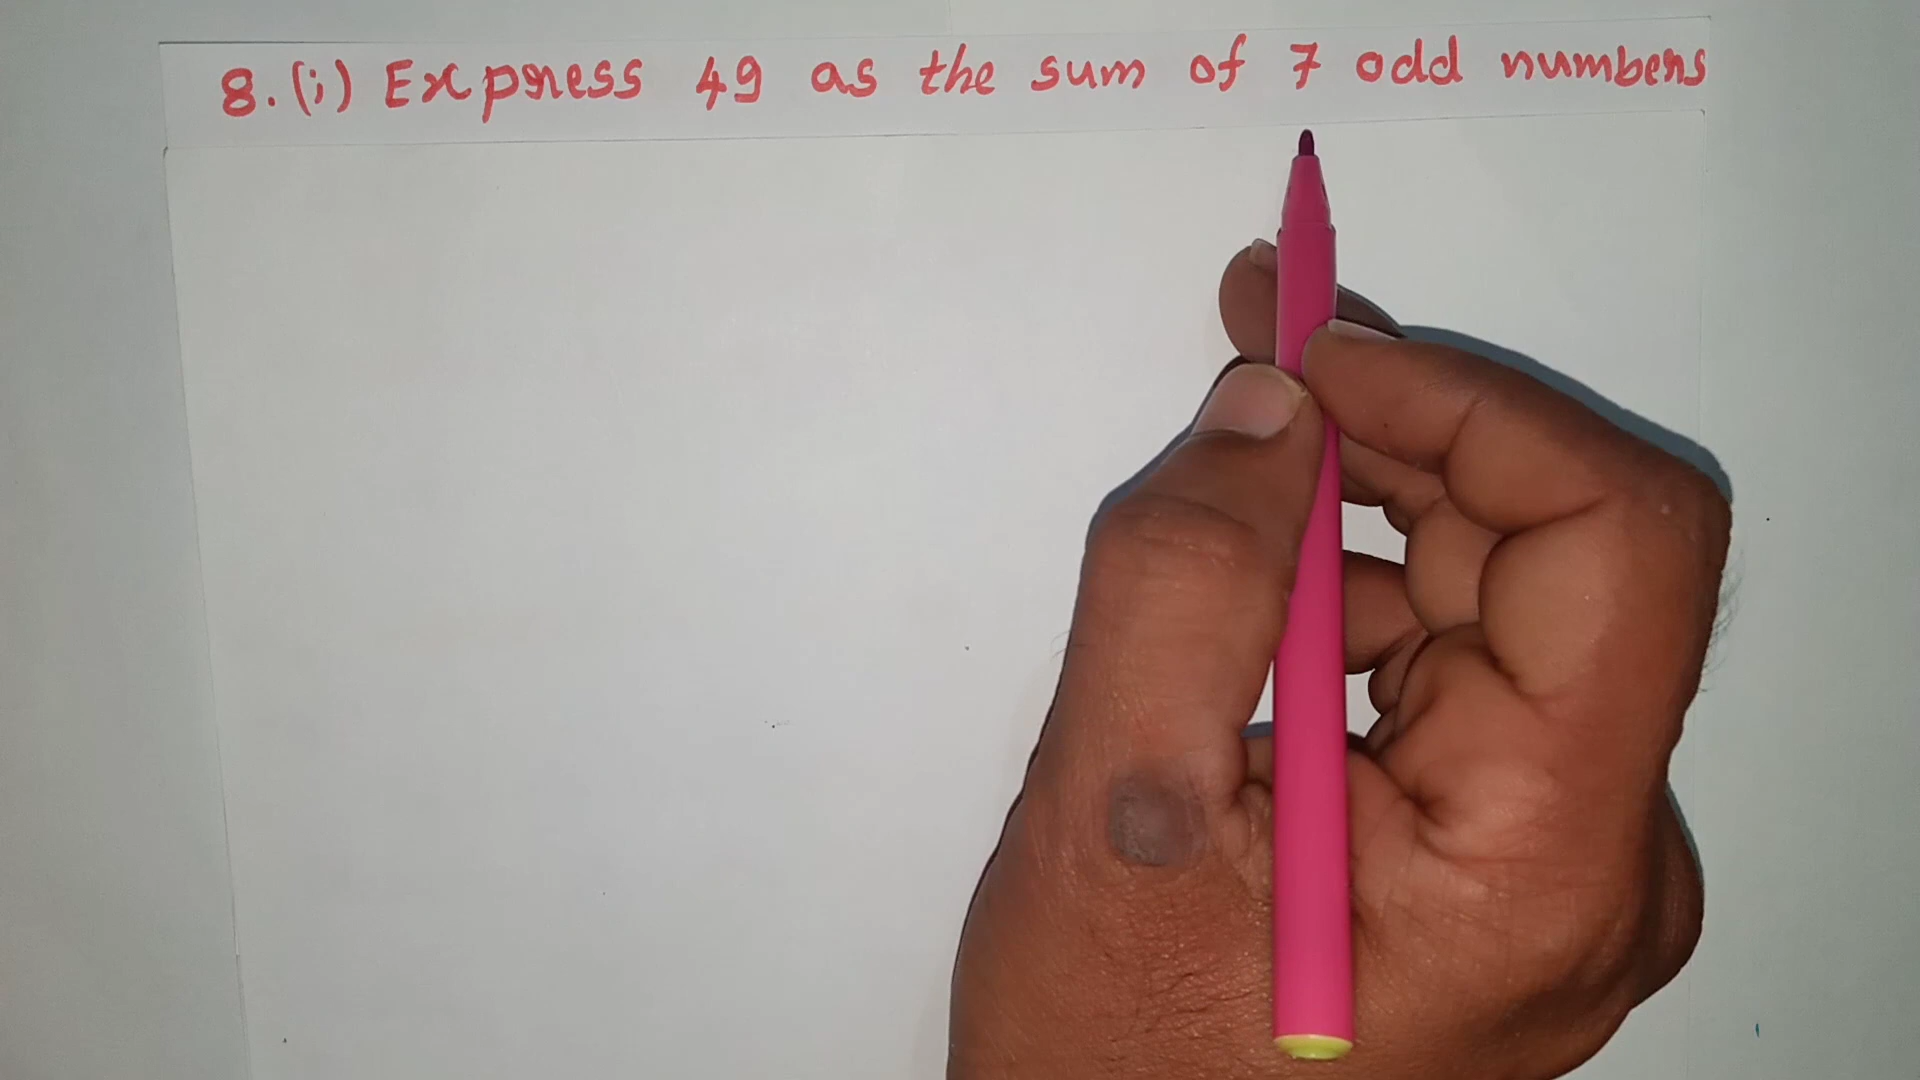 8. (i) Express 49 as the sum of 7 odd numbers